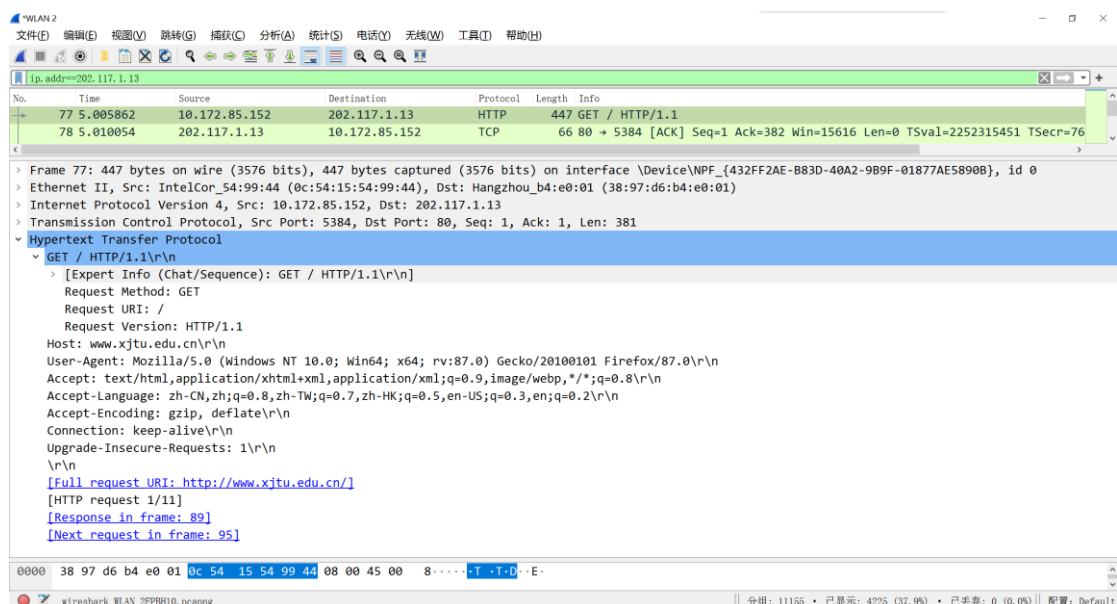 *WLAN 2
文件(F) 编辑(E) 视图(V) 跳转(G) 捕获(C) 分析(A) 统计(S) 电话(Y) 无线(W) 工具(T) 帮助(H)
ip.addr==202.117.1.13
No. Time Source Destination Protocol Length Info
77 5.005862 10.172.85.152 202.117.1.13 HTTP 447 GET / HTTP/1.1
78 5.010054 202.117.1.13 10.172.85.152 TCP 66 80 → 5384 [ACK] Seq=1 Ack=382 Win=15616 Len=0 TSval=2252315451 TSecr=76
Frame 77: 447 bytes on wire (3576 bits), 447 bytes captured (3576 bits) on interface \Device\NPF_{432FF2AE-B83D-40A2-9B9F-01877AE5890B}, id 0
Ethernet II, Src: IntelCor_54:99:44 (0c:54:15:54:99:44), Dst: Hangzhou_b4:e0:01 (38:97:d6:b4:e0:01)
Internet Protocol Version 4, Src: 10.172.85.152, Dst: 202.117.1.13
Transmission Control Protocol, Src Port: 5384, Dst Port: 80, Seq: 1, Ack: 1, Len: 381
Hypertext Transfer Protocol
GET / HTTP/1.1\r\n
[Expert Info (Chat/Sequence): GET / HTTP/1.1\r\n]
Request Method: GET
Request URI: /
Request Version: HTTP/1.1
Host: www.xjtu.edu.cn\r\n
User-Agent: Mozilla/5.0 (Windows NT 10.0; Win64; x64; rv:87.0) Gecko/20100101 Firefox/87.0\r\n
Accept: text/html,application/xhtml+xml,application/xml;q=0.9,image/webp,*/*;q=0.8\r\n
Accept-Language: zh-CN,zh;q=0.8,zh-TW;q=0.7,zh-HK;q=0.5,en-US;q=0.3,en;q=0.2\r\n
Accept-Encoding: gzip, deflate\r\n
Connection: keep-alive\r\n
Upgrade-Insecure-Requests: 1\r\n
\r\n
[Full request URI: http://www.xjtu.edu.cn/]
[HTTP request 1/11]
[Response in frame: 89]
[Next request in frame: 95]
0000 38 97 d6 b4 e0 01 0c 54 15 54 99 44 08 00 45 00 8······T ·T·D··E·
wireshark_WLAN 2FPBH10.pcapng 分组: 11155 · 已显示: 4225 (37.9%) · 已丢弃: 0 (0.0%) 配置: Default